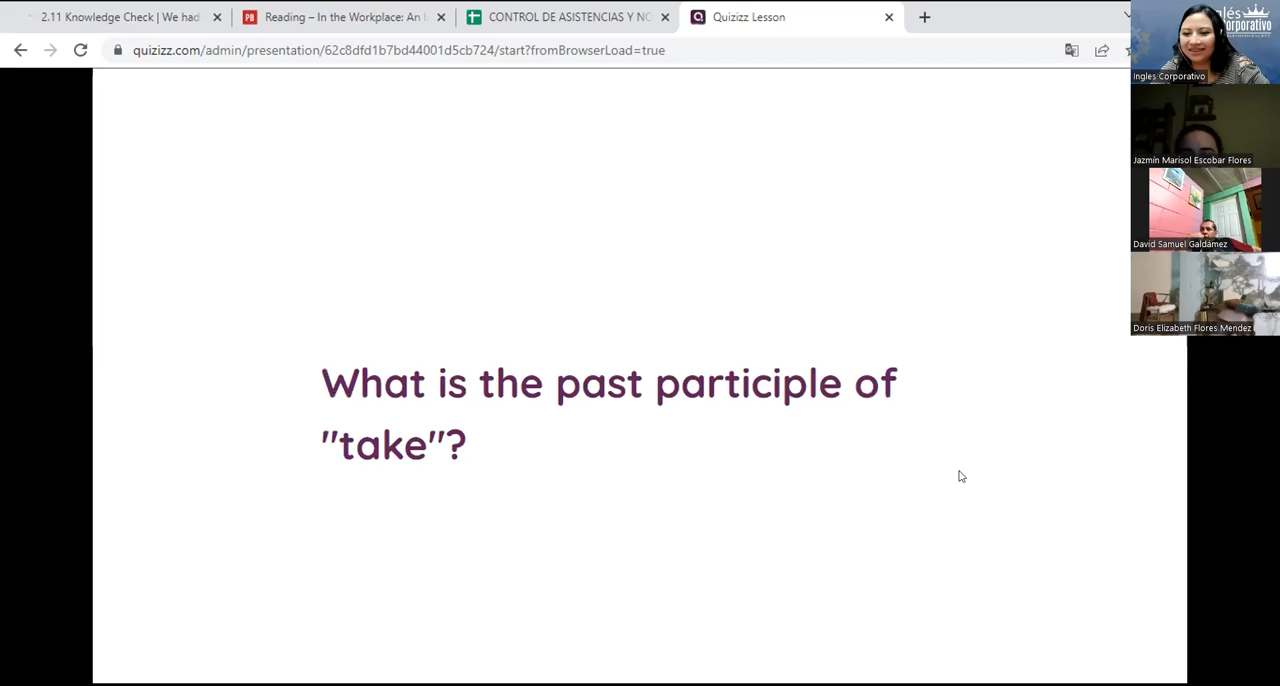 2.11 Knowledge Check | We had
Reading – In the Workplace: An I
CONTROL DE ASISTENCIAS Y NO
Quizizz Lesson
quizizz.com/admin/presentation/62c8dfd1b7bd44001d5cb724/start?fromBrowserLoad=true
Ingles Corporativo
Jazmín Marisol Escobar Flores
David Samuel Galdámez
Doris Elizabeth Flores Mendez
What is the past participle of
"take"?